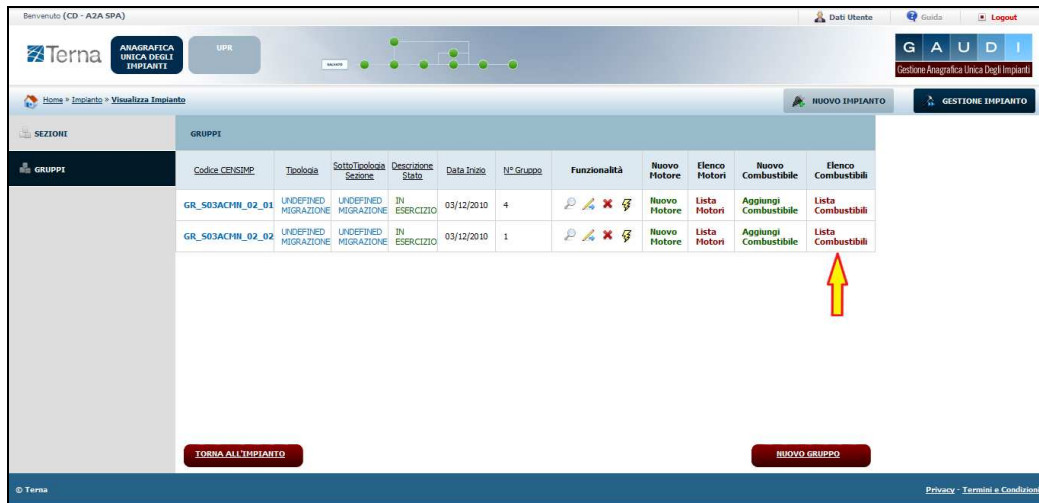 Benvenuto (CD - A2A SPA)
Dati Utente
Guida
Logout
Terna
ANAGRAFICA
UNICA DEGLI
IMPIANTI
UPR
G A U D I
Gestione Anagrafica Unica Degli Impianti
Home » Impianto » Visualizza Impianto
NUOVO IMPIANTO
GESTIONE IMPIANTO
SEZIONI
GRUPPI
GRUPPI
Codice CENSIMP Tipologia SottoTipologia Sezione Descrizione Stato Data Inizio N° Gruppo Funzionalità Nuovo Motore Elenco Motori Nuovo Combustibile Elenco Combustibili
GR_S03ACMN_02_01 UNDEFINED MIGRAZIONE UNDEFINED MIGRAZIONE IN ESERCIZIO 03/12/2010 4 Nuovo Motore Lista Motori Aggiungi Combustibile Lista Combustibili
GR_S03ACMN_02_02 UNDEFINED MIGRAZIONE UNDEFINED MIGRAZIONE IN ESERCIZIO 03/12/2010 1 Nuovo Motore Lista Motori Aggiungi Combustibile Lista Combustibili
TORNA ALL'IMPIANTO
NUOVO GRUPPO
© Terna
Privacy - Termini e Condizioni